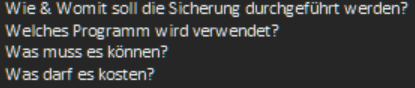 Wie & Womit soll die Sicherung durchgeführt werden?
Welches Programm wird verwendet?
Was muss es können?
Was darf es kosten?